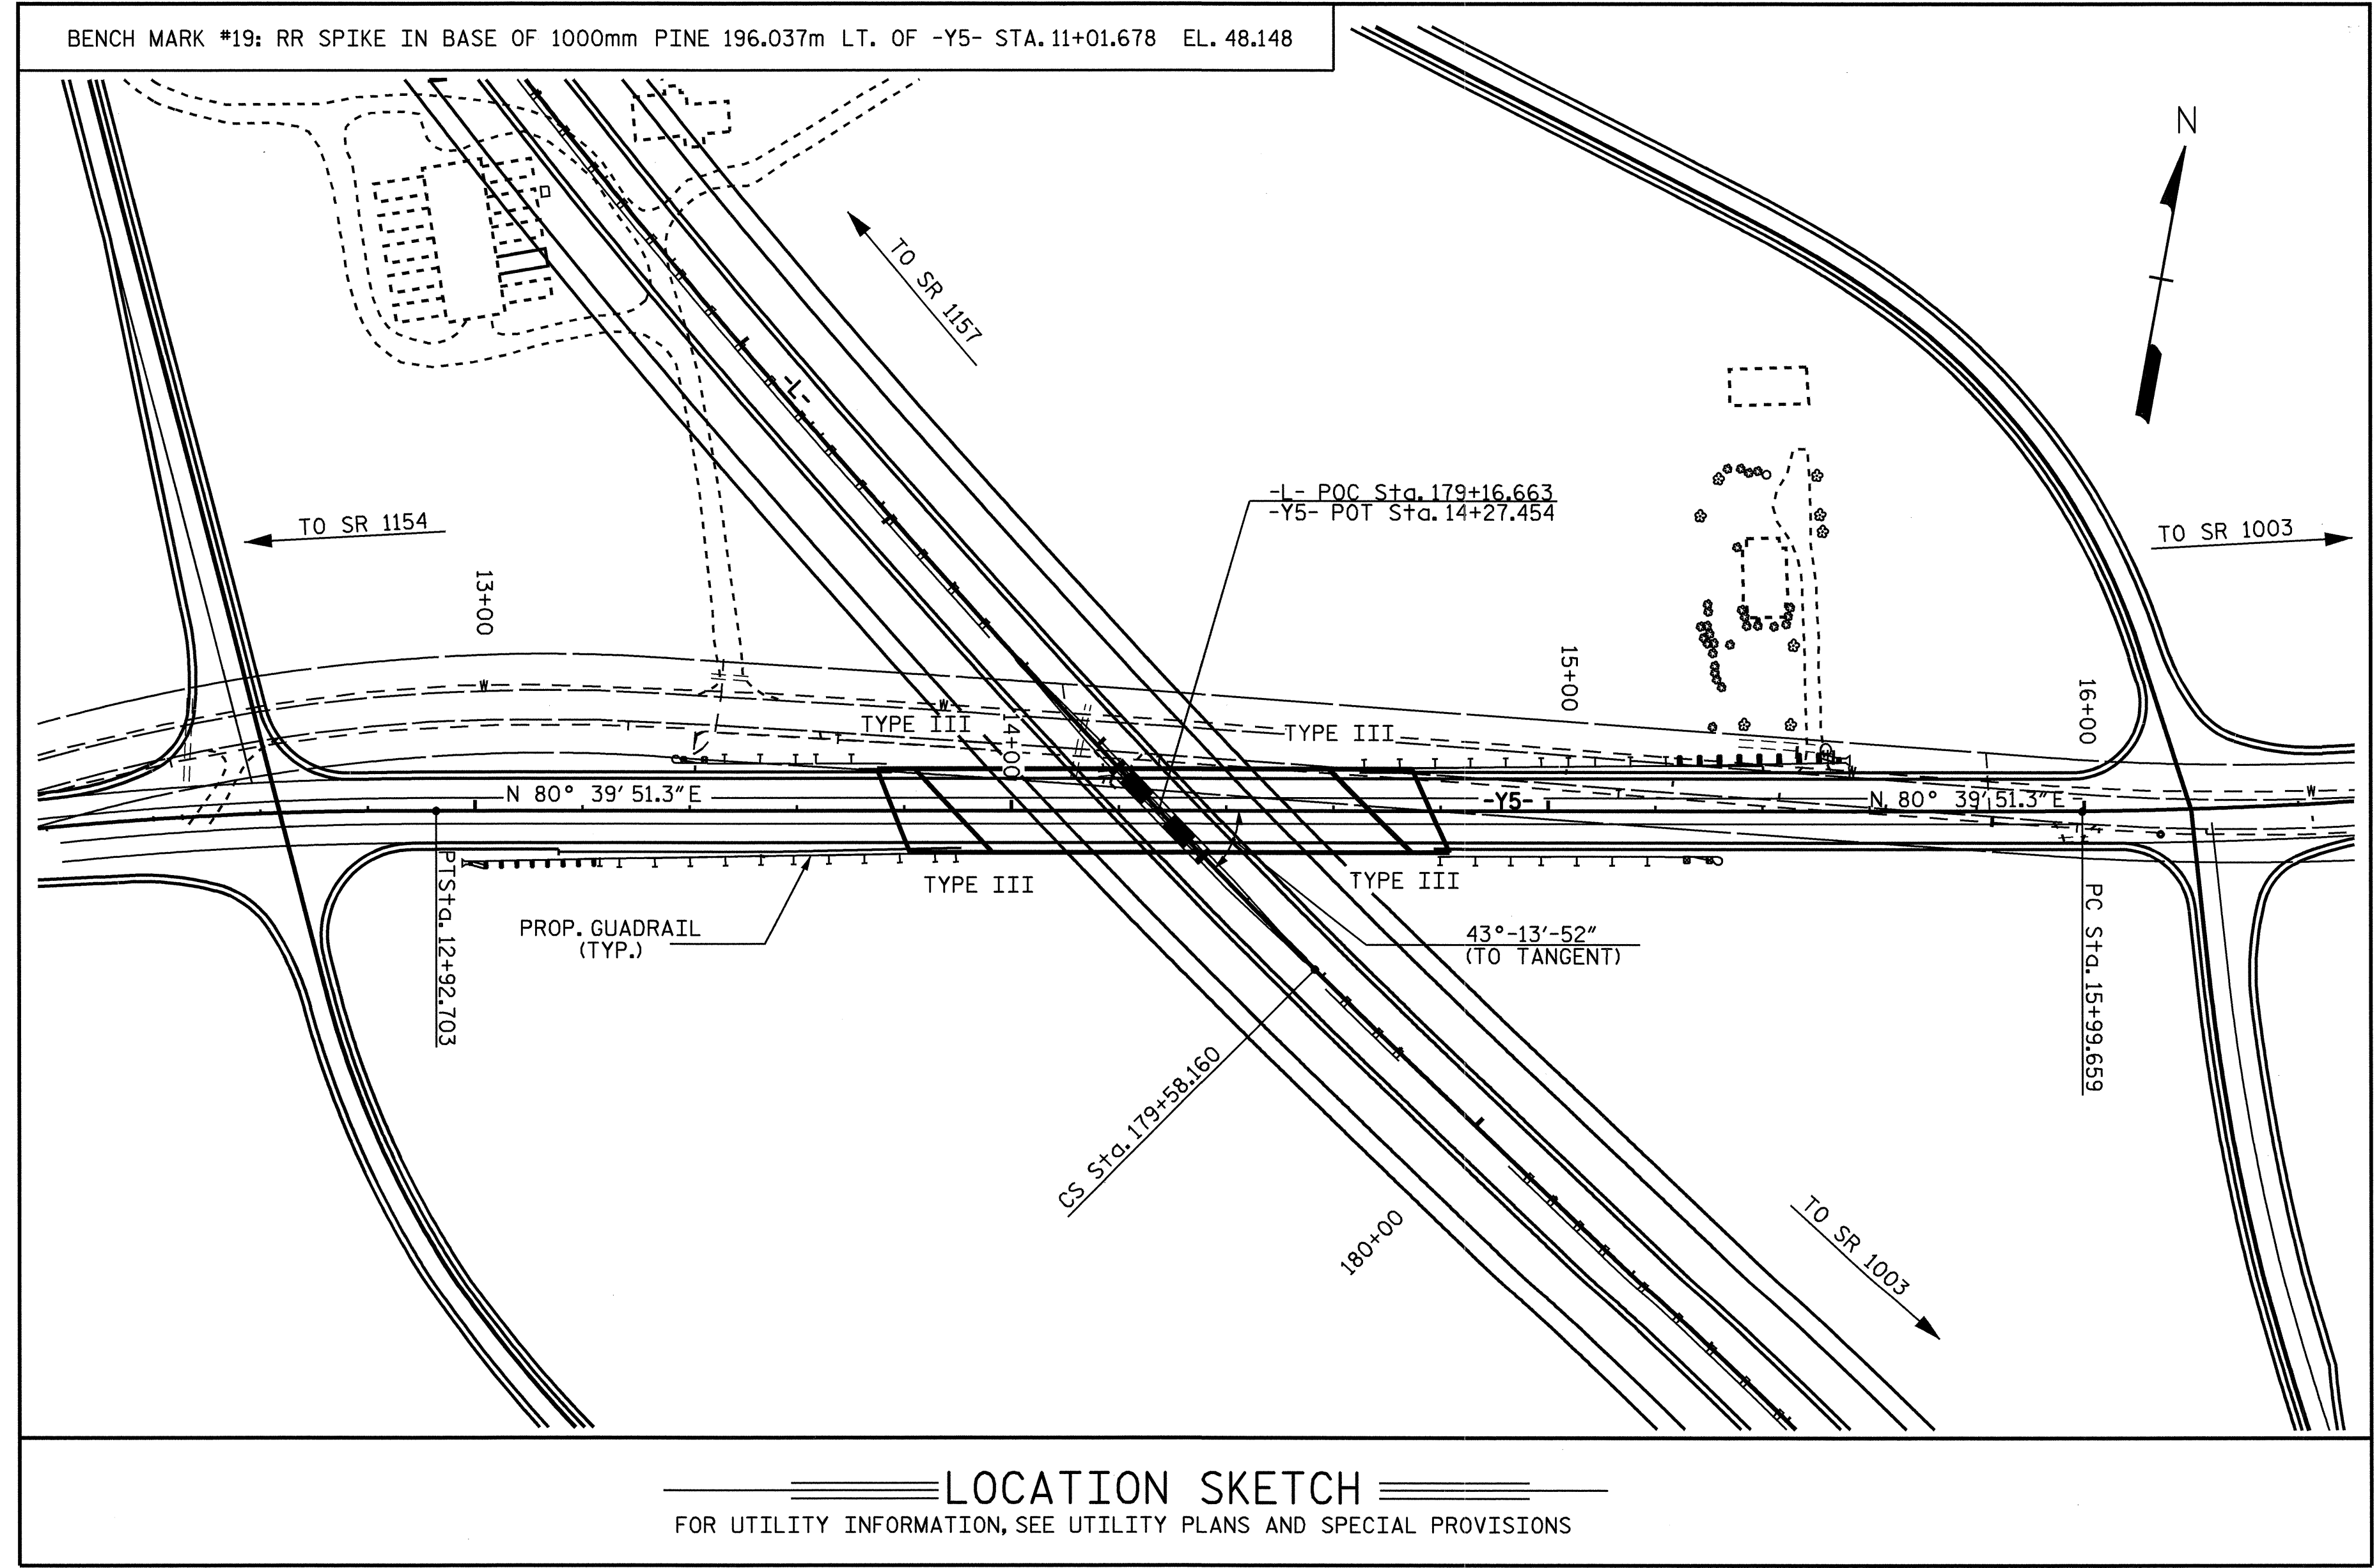 BENCH MARK #19: RR SPIKE IN BASE OF 1000mm PINE 196.037m LT. OF -Y5- STA. 11+01.678 EL. 48.148
N
TO SR 1157
-L-
-L- POC Sta. 179+16.663
-Y5- POT Sta. 14+27.454
TO SR 1154
TO SR 1003
13+00
15+00
16+00
W
W
TYPE III
14+00
TYPE III
W
W
N 80° 39' 51.3" E
-Y5-
N 80° 39' 51.3" E
TYPE III
TYPE III
PTSta. 12+92.703
PC Sta. 15+99.659
PROP. GUADRAIL
(TYP.)
43°-13'-52"
(TO TANGENT)
CS Sta. 179+58.160
180+00
TO SR 1003
LOCATION SKETCH
FOR UTILITY INFORMATION, SEE UTILITY PLANS AND SPECIAL PROVISIONS